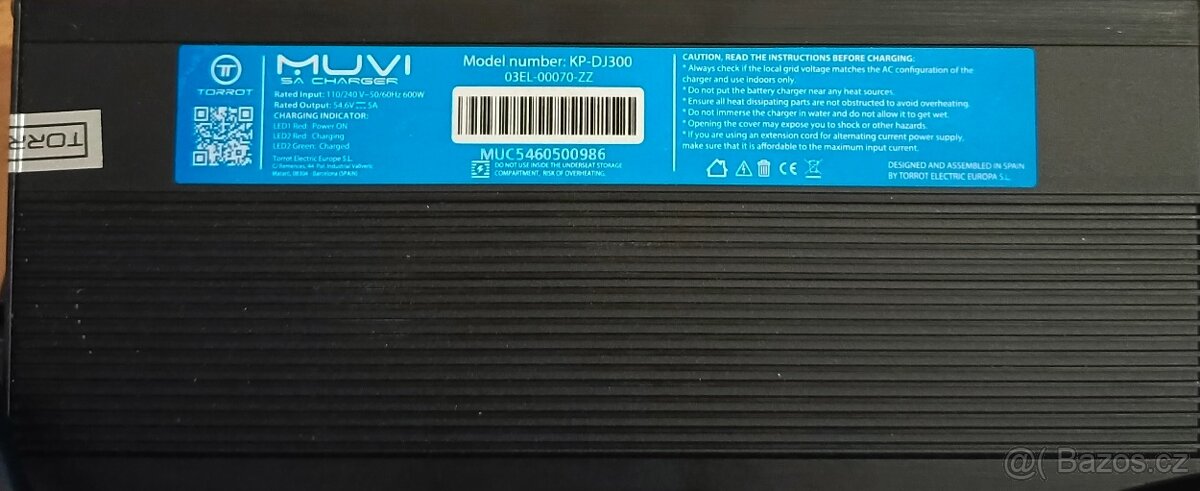 TORR
TORROT
MUVI
5A CHARGER
Rated Input: 110/240 V~50/60Hz 600W
Rated Output: 54.6V 5A
CHARGING INDICATOR:
LED1 Red: Power ON
LED2 Red: Charging
LED2 Green: Charged
Torrot Electric Europe S.L.
Mataró, 08304 - Barcelona (SPAIN)
Model number: KP-DJ300
03EL-00070-ZZ
MUC5460500986
DO NOT USE INSIDE THE UNDERSEAT STORAGE
COMPARTMENT, RISK OF OVERHEATING.
CAUTION, READ THE INSTRUCTIONS BEFORE CHARGING:
* Always check if the local grid voltage matches the AC configuration of the
charger and use indoors only.
* Do not put the battery charger near any heat sources.
* Ensure all heat dissipating parts are not obstructed to avoid overheating.
* Do not immerse the charger in water and do not allow it to get wet.
* Opening the cover may expose you to shock or other hazards.
* If you are using an extension cord for alternating current power supply,
make sure that it is affordable to the maximum input current.
CE
DESIGNED AND ASSEMBLED IN SPAIN
BY TORROT ELECTRIC EUROPA S.L.
@( Bazos.cz